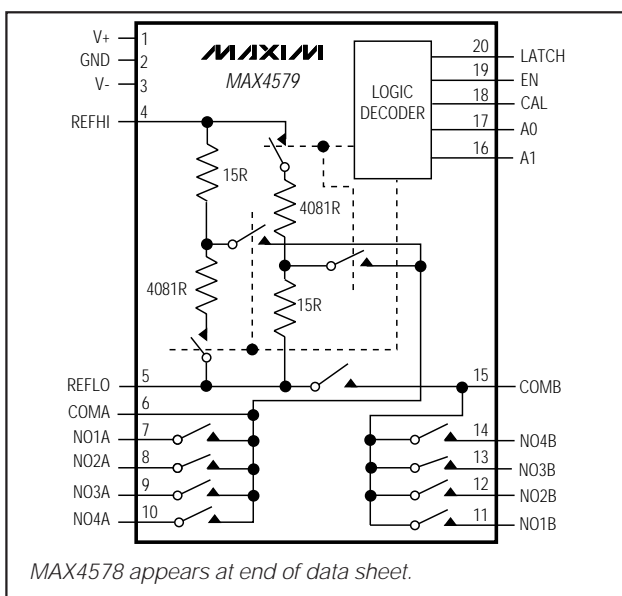 V+ 1
GND 2
V- 3
REFHI 4
MAXIM
MAX4579
LOGIC
DECODER
20 LATCH
19 EN
18 CAL
17 A0
16 A1
15R
4081R
4081R
15R
REFLO 5
COMA 6
NO1A 7
NO2A 8
NO3A 9
NO4A 10
15 COMB
14 NO4B
13 NO3B
12 NO2B
11 NO1B
MAX4578 appears at end of data sheet.